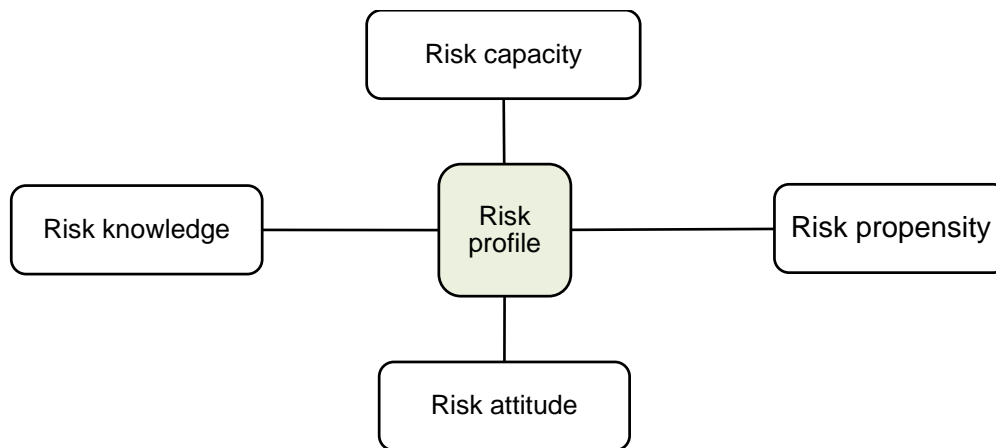 Risk capacity
Risk knowledge
Risk
profile
Risk propensity
Risk attitude